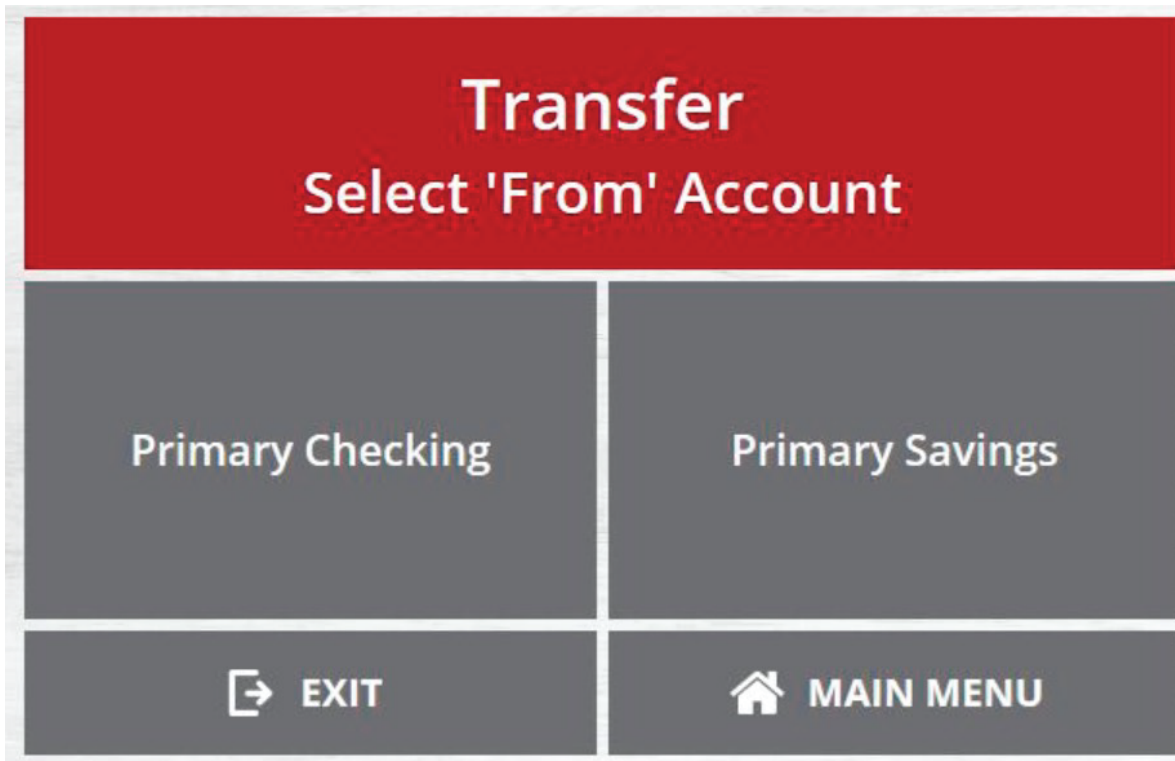 Transfer
Select 'From' Account
Primary Checking
Primary Savings
EXIT
MAIN MENU